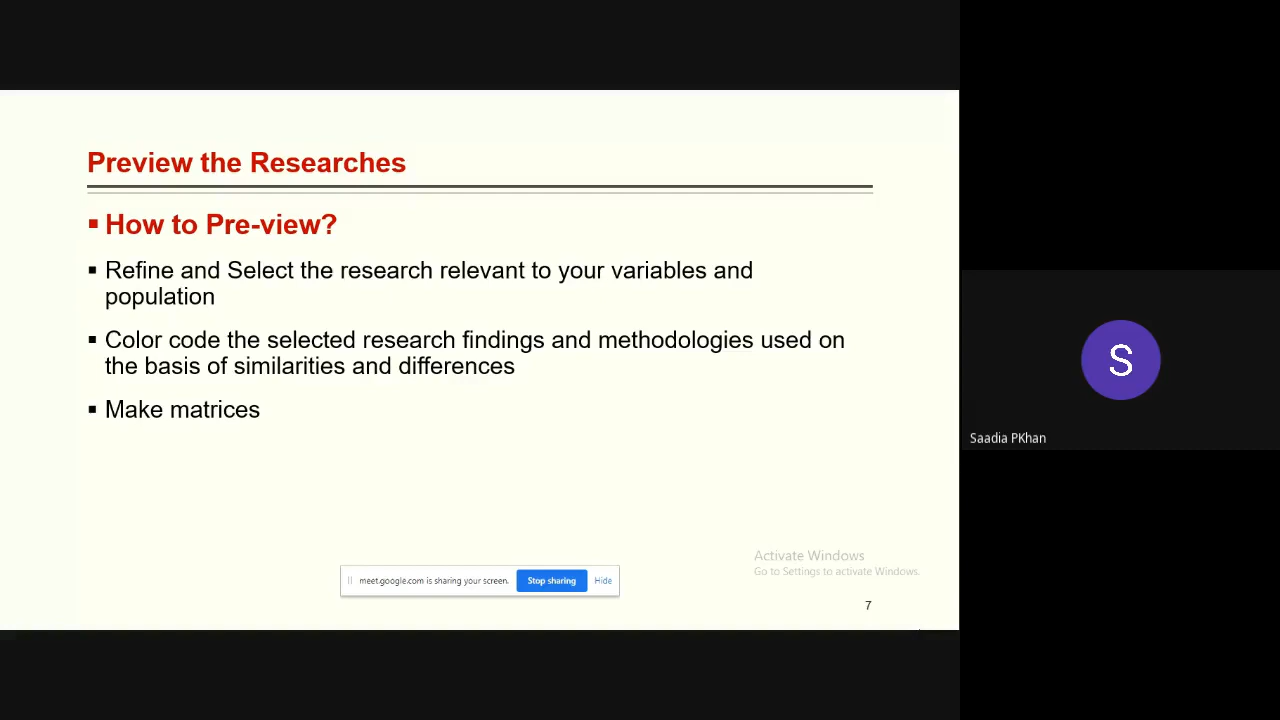 Preview the Researches
▪ How to Pre-view?
▪ Refine and Select the research relevant to your variables and
population
▪ Color code the selected research findings and methodologies used on
the basis of similarities and differences
▪ Make matrices
S
Saadia PKhan
Activate Windows
Go to Settings to activate Windows.
meet.google.com is sharing your screen. Stop sharing Hide
7